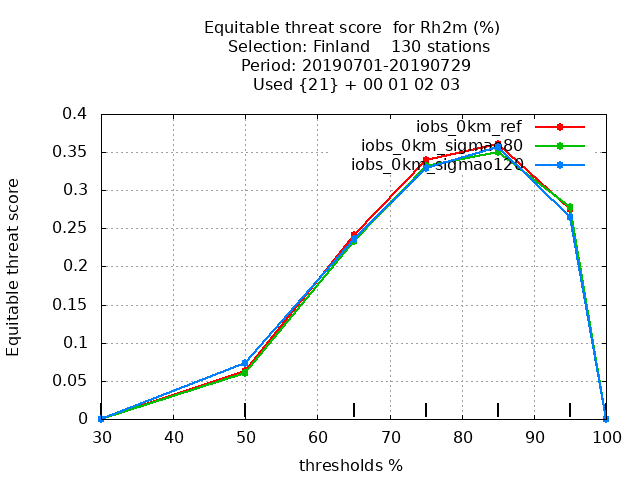 Equitable threat score  for Rh2m (%)
Selection: Finland    130 stations
Period: 20190701-20190729
Used {21} + 00 01 02 03
iobs_0km_ref
iobs_0km_sigmao80
iobs_0km_sigmao120
Equitable threat score
0.4
0.35
0.3
0.25
0.2
0.15
0.1
0.05
0
30 40 50 60 70 80 90 100
thresholds %